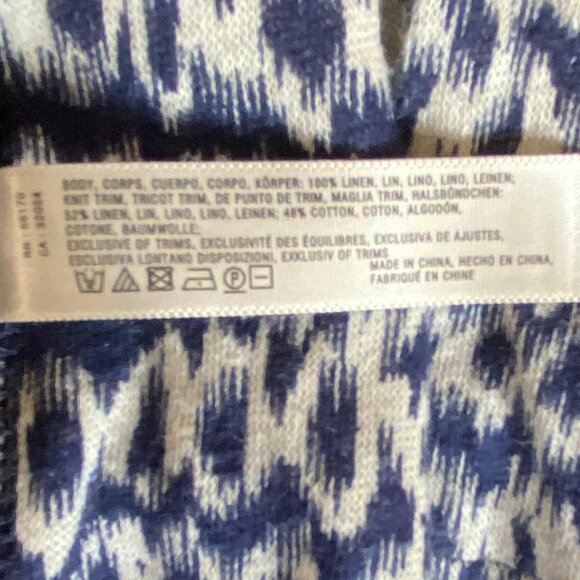 BODY, CORPS, CUERPO, CORPO, KÖRPER: 100% LINEN, LIN, LINO, LINO, LEINEN;
KNIT TRIM, TRICOT TRIM, DE PUNTO DE TRIM, MAGLIA TRIM, HALSBÜNDCHEN:
52% LINEN, LIN, LINO, LINO, LEINEN; 48% COTTON, COTON, ALGODÓN,
COTONE, BAUMWOLLE;
EXCLUSIVE OF TRIMS, EXCLUSIVITÉ DES ÉQUILIBRES, EXCLUSIVA DE AJUSTES,
ESCLUSIVA LONTANO DISPOSIZIONI, EXKLUSIV OF TRIMS
MADE IN CHINA, HECHO EN CHINA,
FABRIQUÉ EN CHINE
RN
CA